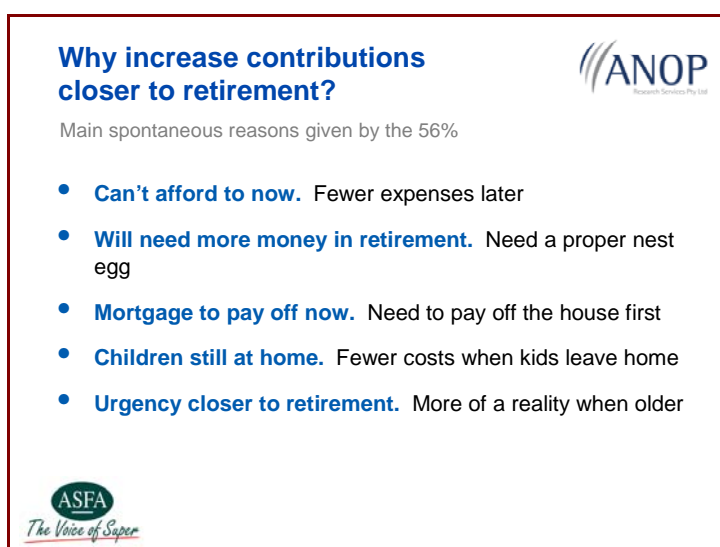 Why increase contributions
closer to retirement?
ANOP
Research Services Pty Ltd
Main spontaneous reasons given by the 56%
• Can't afford to now. Fewer expenses later
• Will need more money in retirement. Need a proper nest
egg
• Mortgage to pay off now. Need to pay off the house first
• Children still at home. Fewer costs when kids leave home
• Urgency closer to retirement. More of a reality when older
ASFA
The Voice of Super